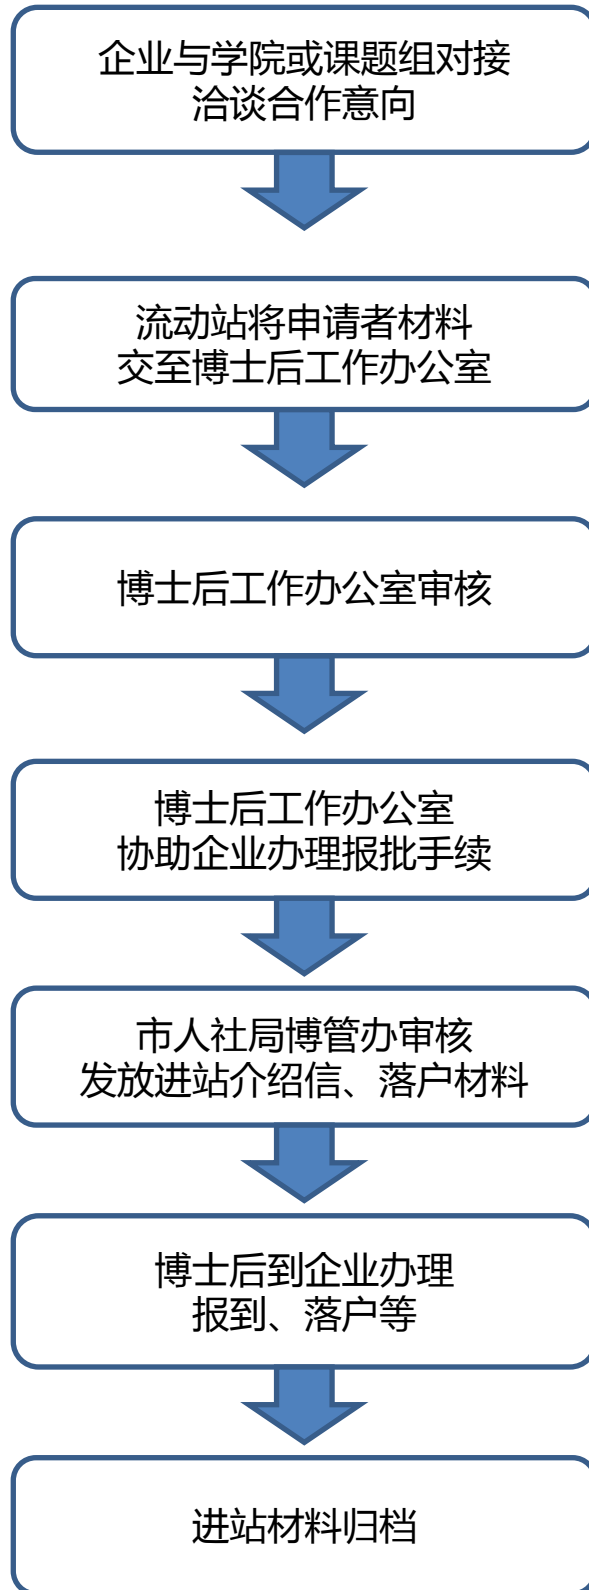 企业与学院或课题组对接
洽谈合作意向
流动站将申请者材料
交至博士后工作办公室
博士后工作办公室审核
博士后工作办公室
协助企业办理报批手续
市人社局博管办审核
发放进站介绍信、落户材料
博士后到企业办理
报到、落户等
进站材料归档